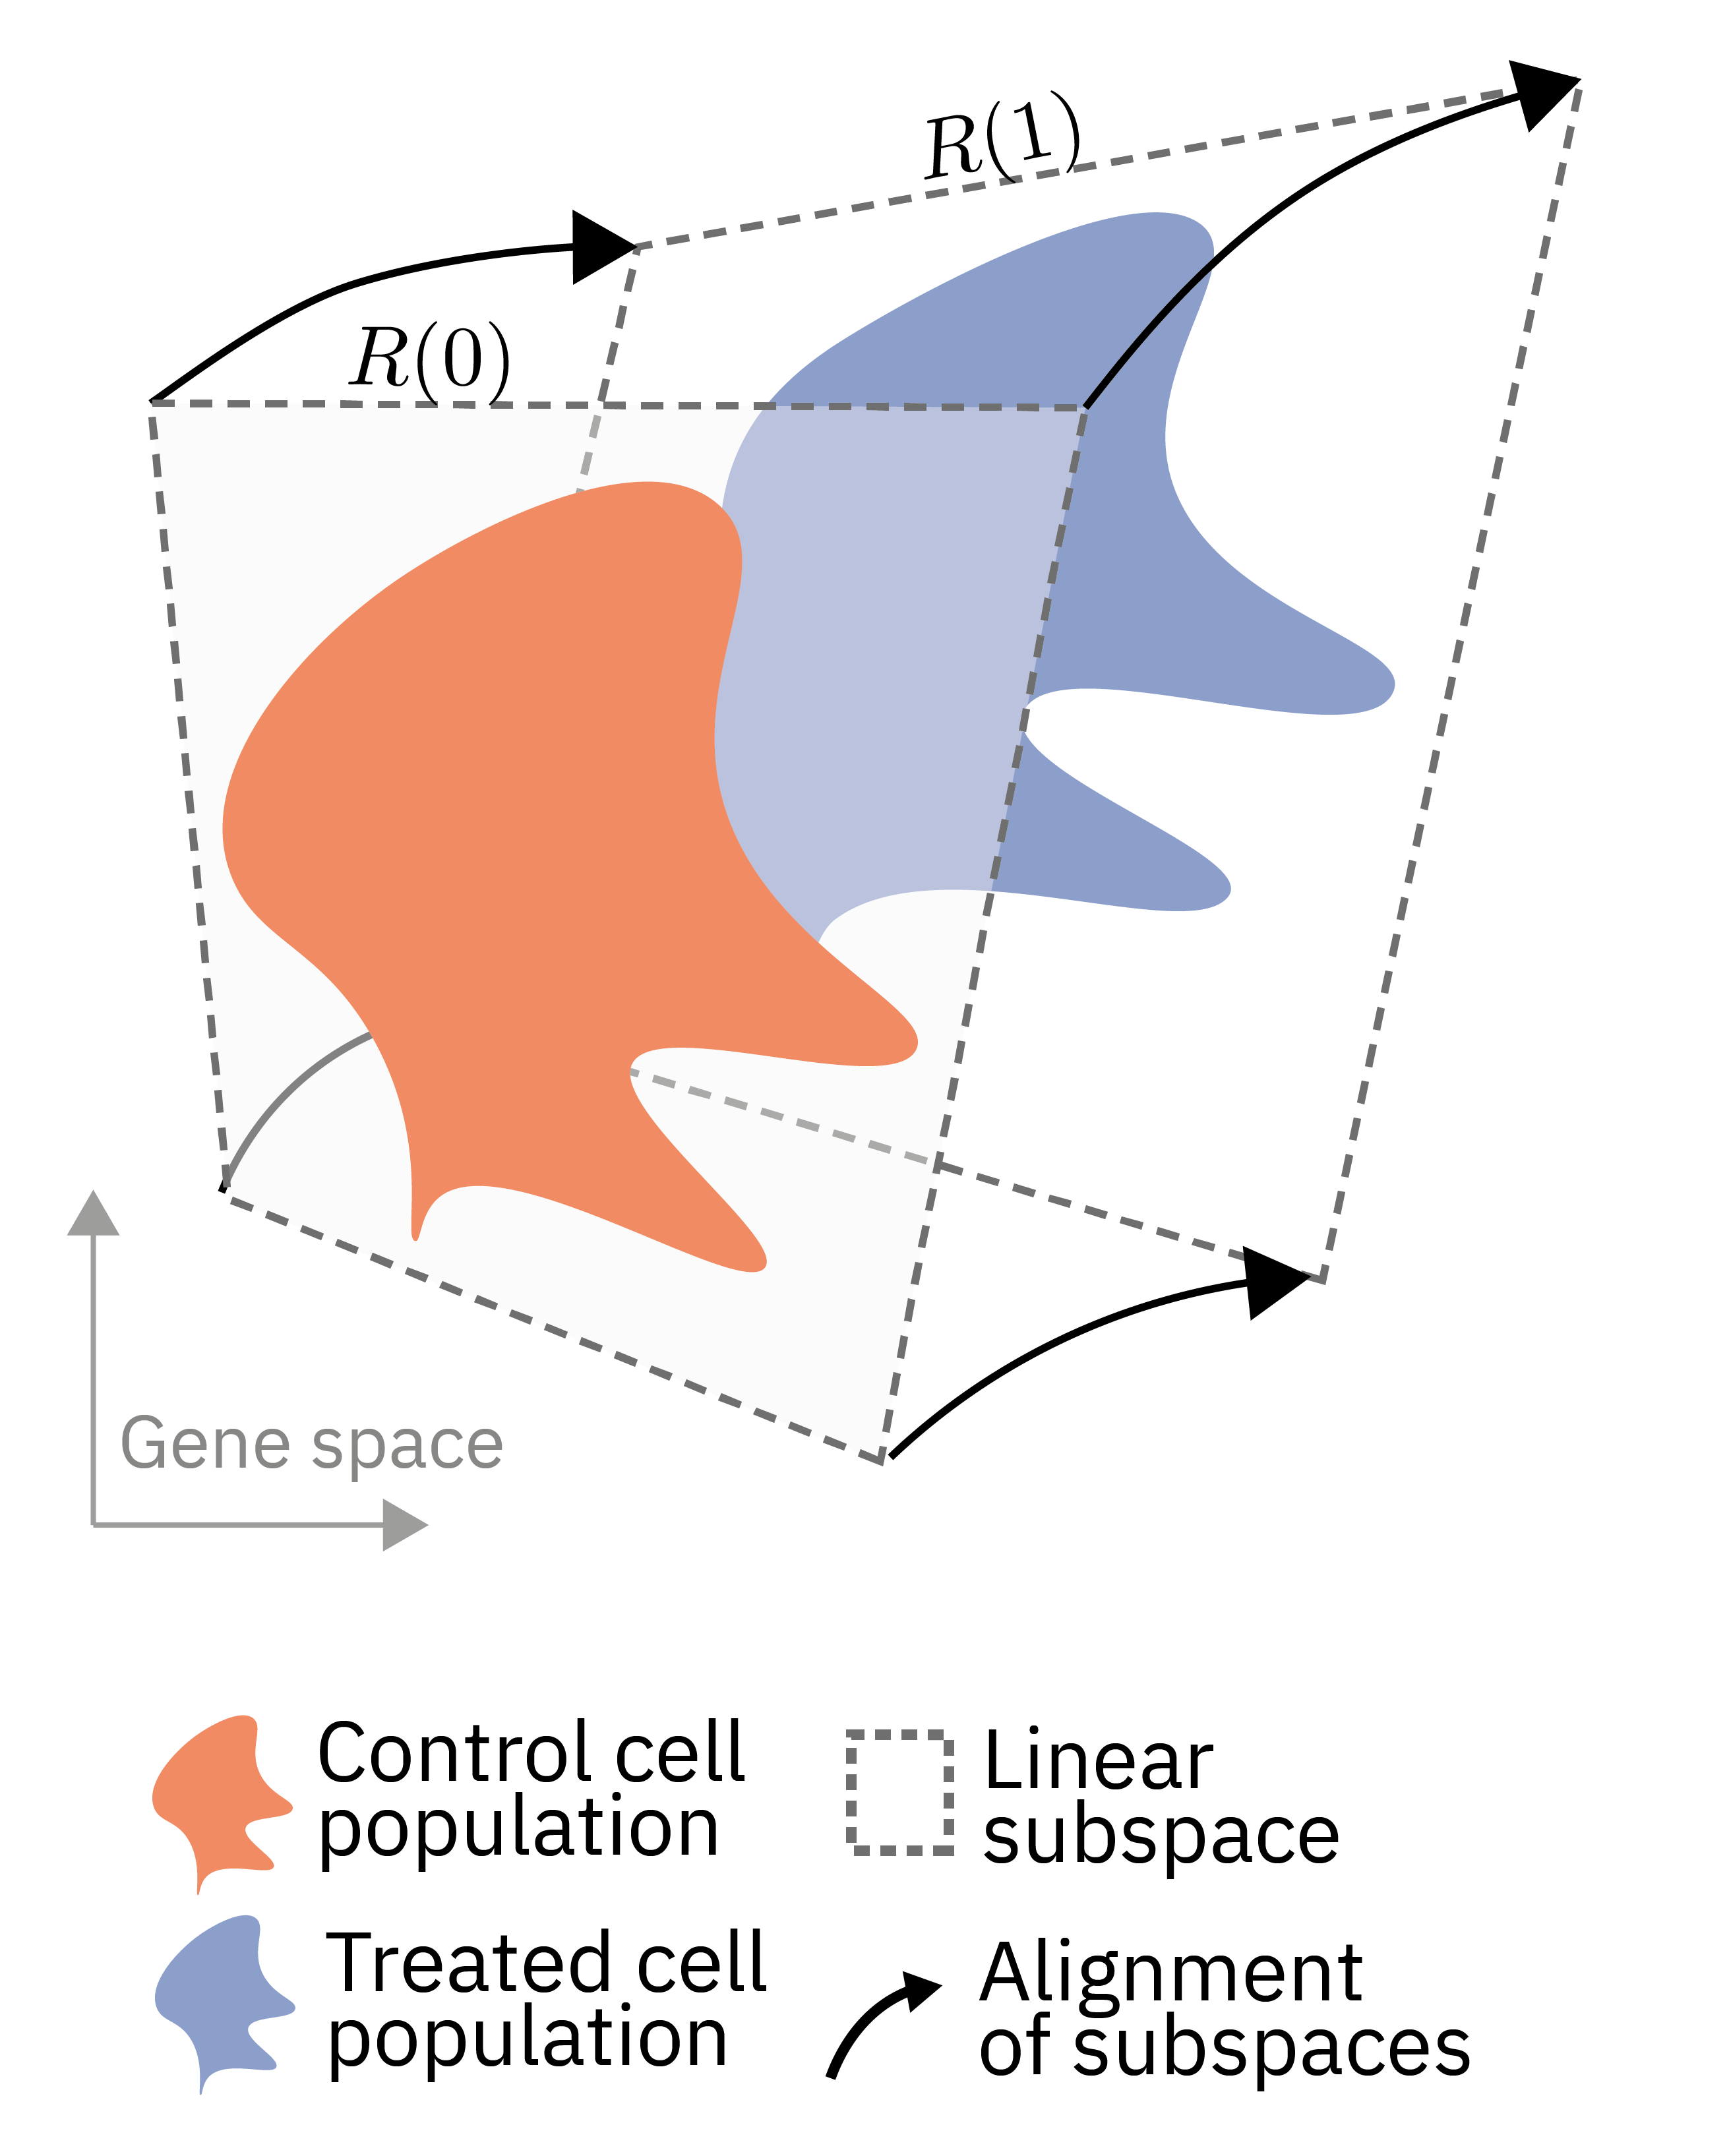 R(1)
R(0)
Gene space
Control cell
population
Linear
subspace
Treated cell
population
Alignment
of subspaces